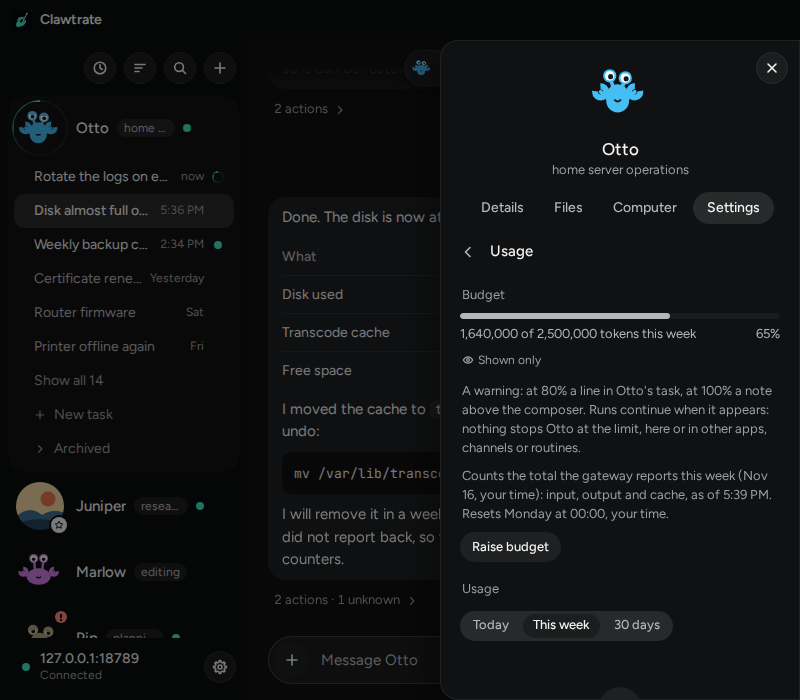 Clawtrate
Otto home ...
Rotate the logs on e... now
Disk almost full o... 5:36 PM
Weekly backup c... 2:34 PM
Certificate rene... Yesterday
Router firmware Sat
Printer offline again Fri
Show all 14
New task
Archived
Juniper resea...
Marlow editing
Pip planni...
127.0.0.1:18789
Connected
2 actions
Done. The disk is now at
What
Disk used
Transcode cache
Free space
I moved the cache to
undo:
mv /var/lib/transc
I will remove it in a wee
did not report back, so
counters.
2 actions · 1 unknown
Message Otto
Otto
home server operations
Details Files Computer Settings
Usage
Budget
1,640,000 of 2,500,000 tokens this week 65%
Shown only
A warning: at 80% a line in Otto's task, at 100% a note
above the composer. Runs continue when it appears:
nothing stops Otto at the limit, here or in other apps,
channels or routines.
Counts the total the gateway reports this week (Nov
16, your time): input, output and cache, as of 5:39 PM.
Resets Monday at 00:00, your time.
Raise budget
Usage
Today This week 30 days